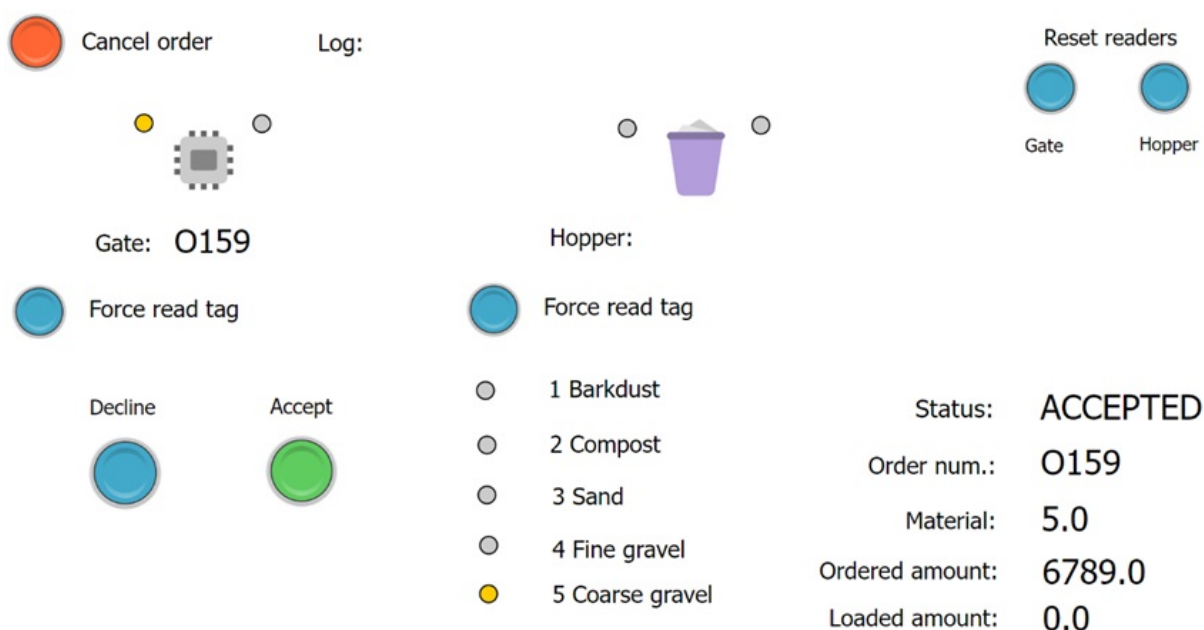 Cancel order
Log:
Reset readers
Gate
Hopper
Gate: O159
Hopper:
Force read tag
Force read tag
Decline
Accept
1 Barkdust
2 Compost
3 Sand
4 Fine gravel
5 Coarse gravel
Status: ACCEPTED
Order num.: O159
Material: 5.0
Ordered amount: 6789.0
Loaded amount: 0.0